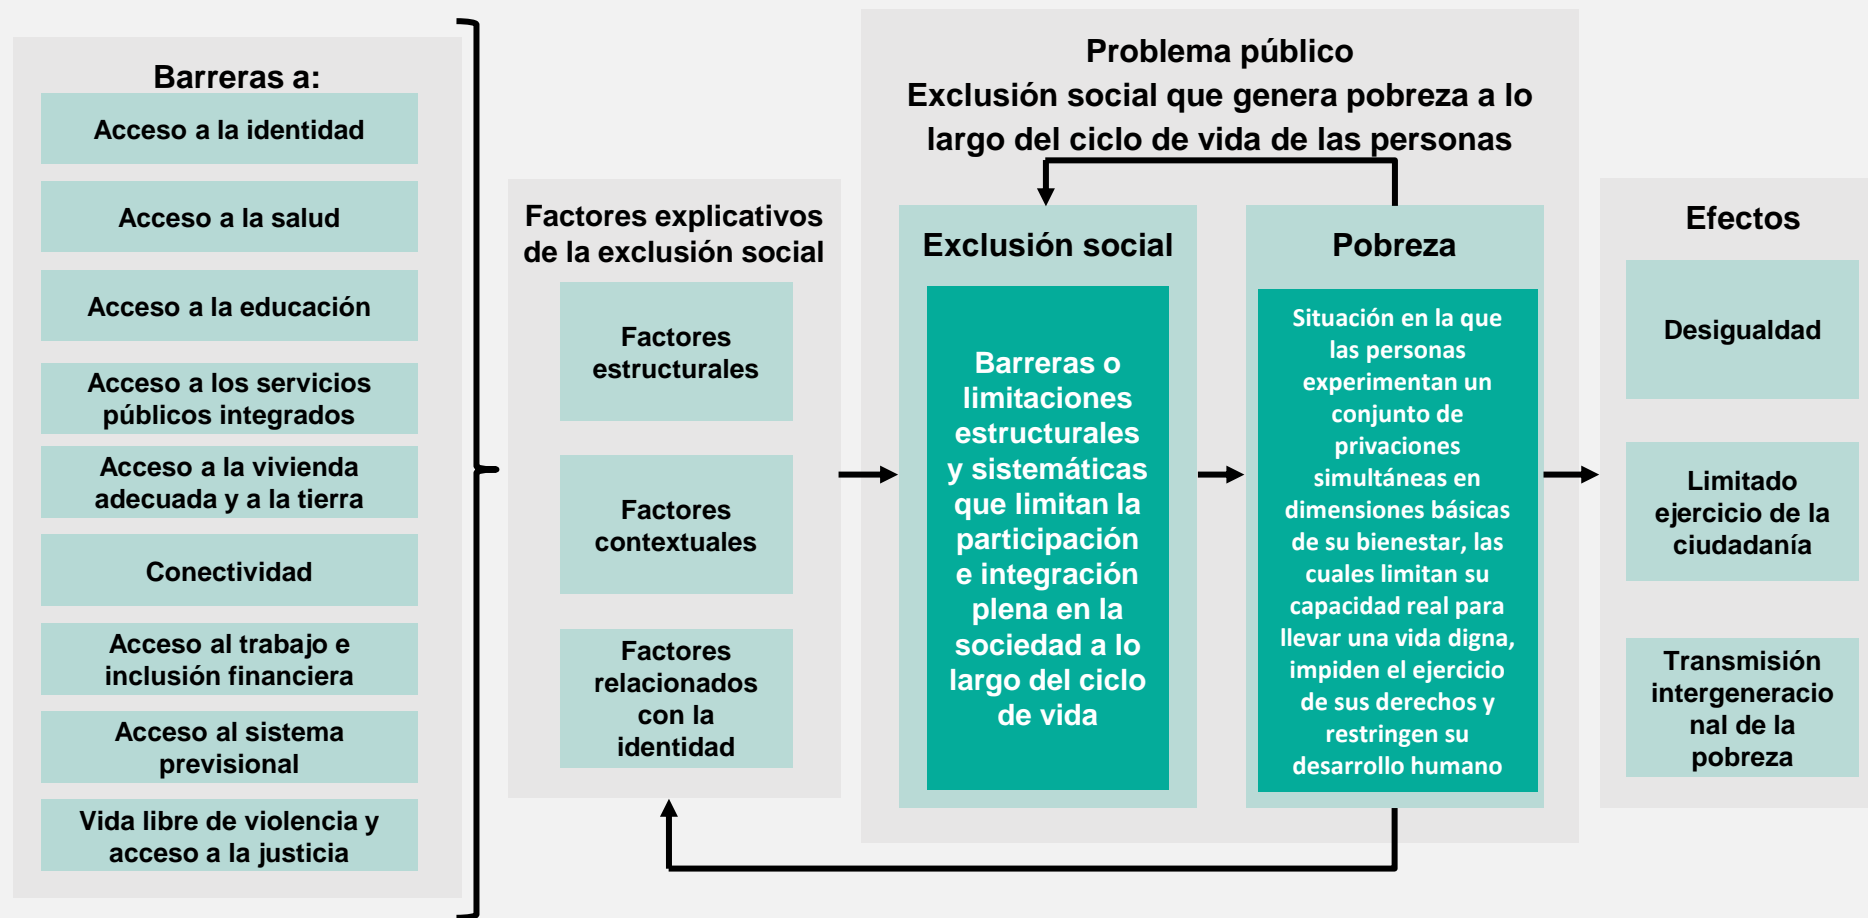 Barreras a:
Acceso a la identidad
Acceso a la salud
Acceso a la educación
Acceso a los servicios
públicos integrados
Acceso a la vivienda
adecuada y a la tierra
Conectividad
Acceso al trabajo e
inclusión financiera
Acceso al sistema
previsional
Vida libre de violencia y
acceso a la justicia
Factores explicativos
de la exclusión social
Factores
estructurales
Factores
contextuales
Factores
relacionados
con la
identidad
Problema público
Exclusión social que genera pobreza a lo
largo del ciclo de vida de las personas
Exclusión social
Barreras o
limitaciones
estructurales
y sistemáticas
que limitan la
participación
e integración
plena en la
sociedad a lo
largo del ciclo
de vida
Pobreza
Situación en la que
las personas
experimentan un
conjunto de
privaciones
simultáneas en
dimensiones básicas
de su bienestar, las
cuales limitan su
capacidad real para
llevar una vida digna,
impiden el ejercicio
de sus derechos y
restringen su
desarrollo humano
Efectos
Desigualdad
Limitado
ejercicio de la
ciudadanía
Transmisión
intergeneracio
nal de la
pobreza